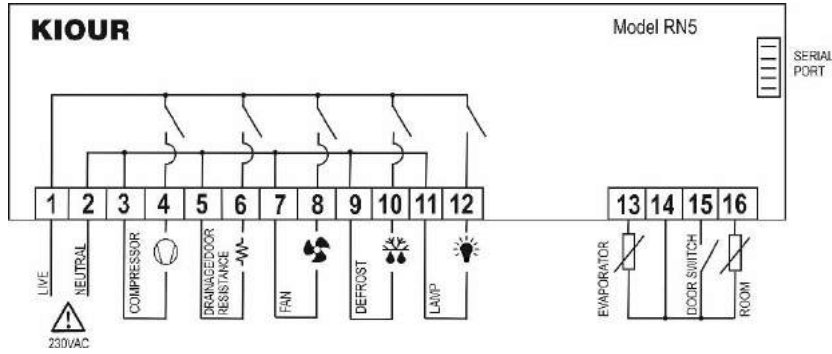 KIOUR
Model RN5
SERIAL
PORT
1 2 3 4 5 6 7 8 9 10 11 12 13 14 15 16
LIVE
NEUTRAL
COMPRESSOR
DRAINAGE/DOOR
RESISTANCE
FAN
DEFROST
LAMP
EVAPORATOR
DOOR SWITCH
ROOM
230VAC